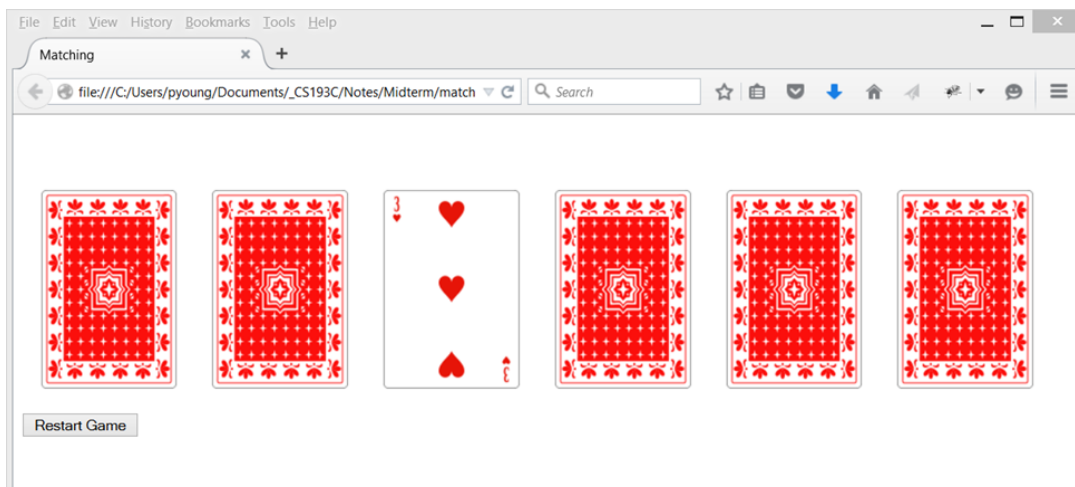 File Edit View History Bookmarks Tools Help
Matching
file:///C:/Users/pyoung/Documents/_CS193C/Notes/Midterm/match
Search
3
3
Restart Game